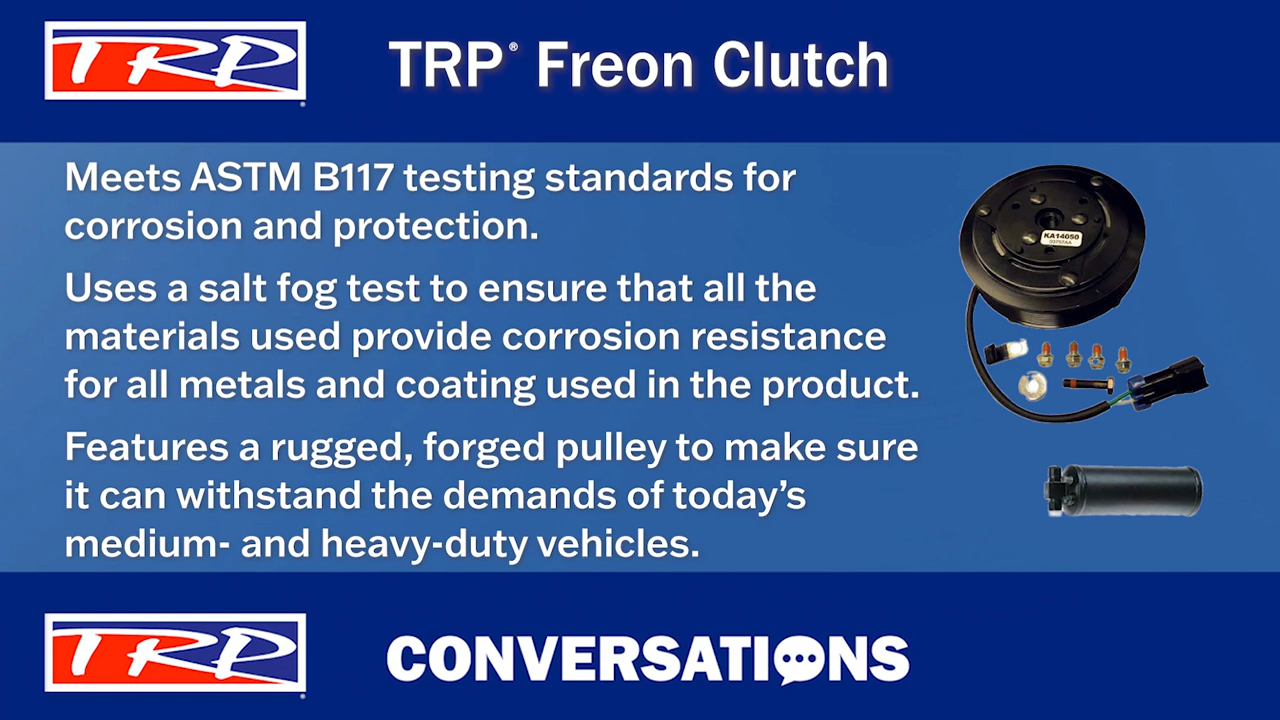 TRP
TRP® Freon Clutch
Meets ASTM B117 testing standards for
corrosion and protection.
Uses a salt fog test to ensure that all the
materials used provide corrosion resistance
for all metals and coating used in the product.
Features a rugged, forged pulley to make sure
it can withstand the demands of today’s
medium- and heavy-duty vehicles.
KA14050
TRP
CONVERSATIONS